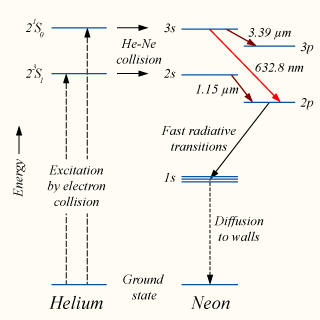 2¹S₀
3s
3.39 µm
3p
He-Ne
collision
632.8 nm
2³S₁
2s
1.15 µm
2p
Fast radiative
transitions
Energy
Excitation
by electron
collision
1s
Diffusion
to walls
Ground
state
Helium
Neon